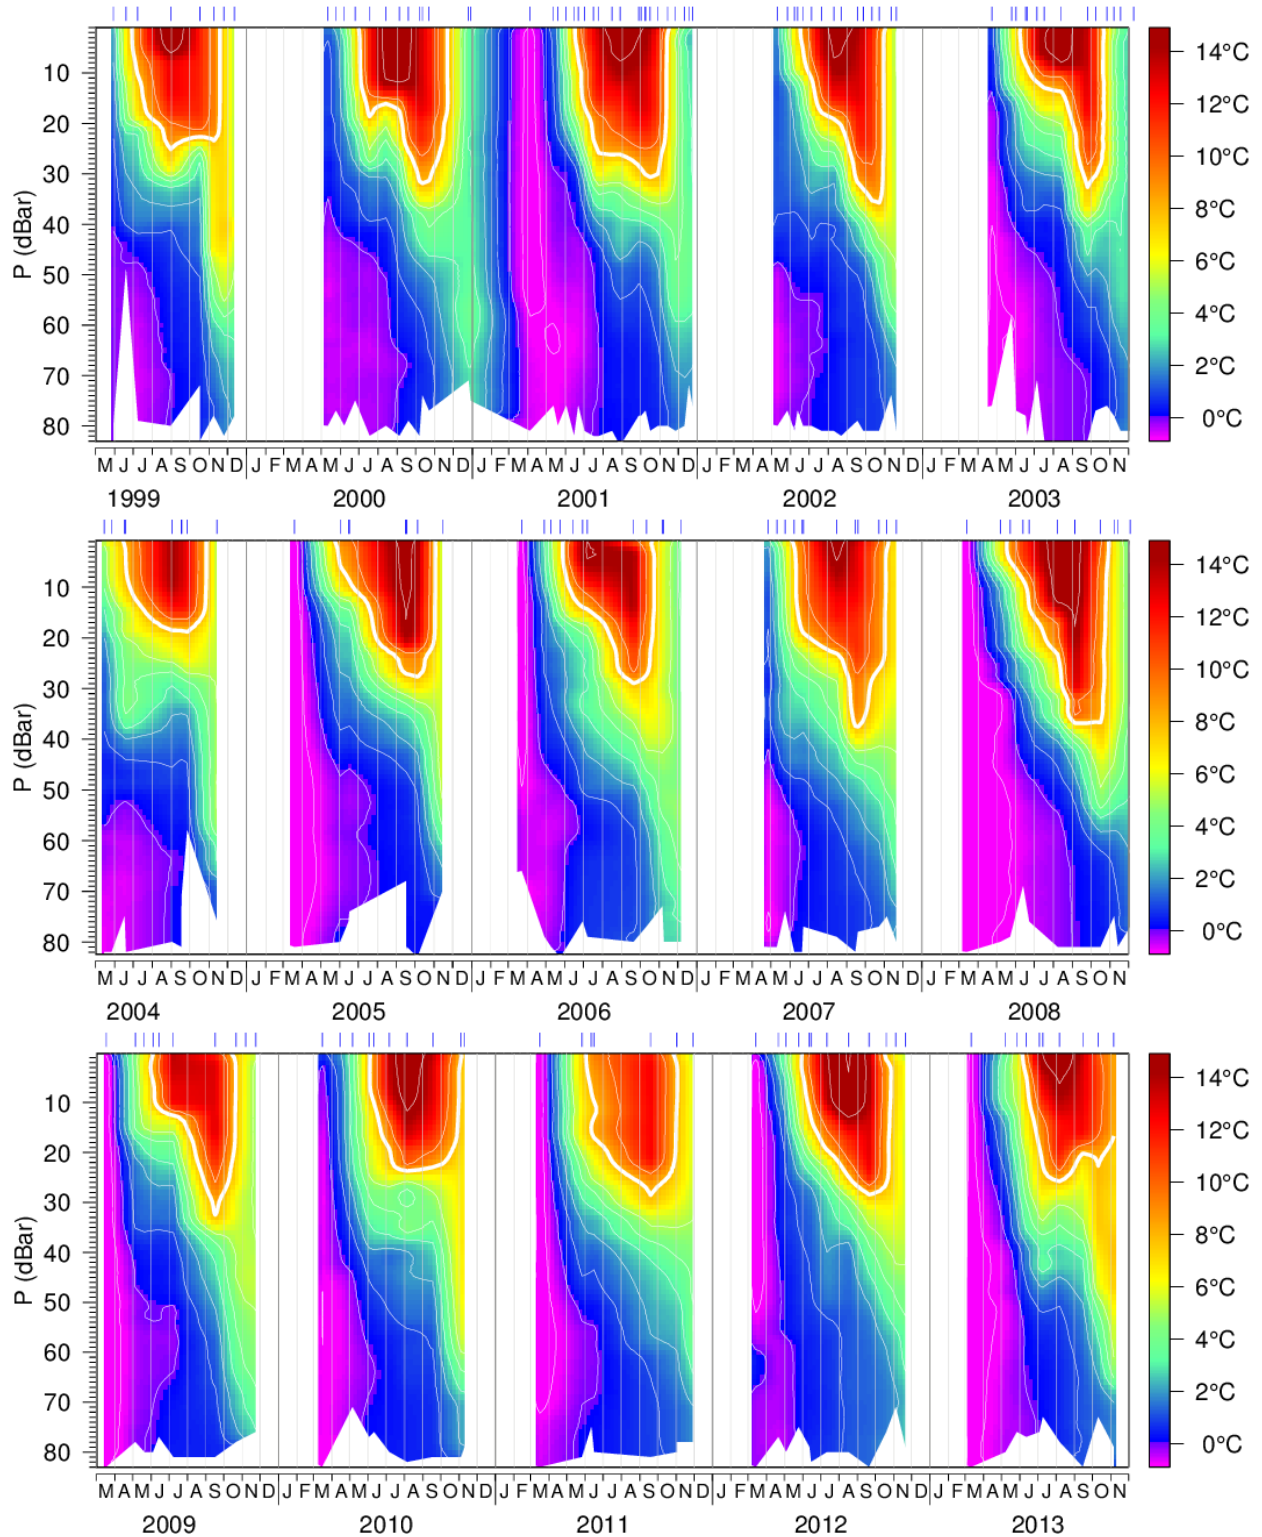 10
20
30
40
50
60
70
80
P (dBar)
14°C
12°C
10°C
8°C
6°C
4°C
2°C
0°C
M J J A S O N D J F M A M J J A S O N D J F M A M J J A S O N D J F M A M J J A S O N D J F M A M J J A S O N
1999 2000 2001 2002 2003
10
20
30
40
50
60
70
80
P (dBar)
14°C
12°C
10°C
8°C
6°C
4°C
2°C
0°C
M J J A S O N D J F M A M J J A S O N D J F M A M J J A S O N D J F M A M J J A S O N D J F M A M J J A S O N
2004 2005 2006 2007 2008
10
20
30
40
50
60
70
80
P (dBar)
14°C
12°C
10°C
8°C
6°C
4°C
2°C
0°C
M A M J J A S O N D J F M A M J J A S O N D J F M A M J J A S O N D J F M A M J J A S O N D J F M A M J J A S O N
2009 2010 2011 2012 2013